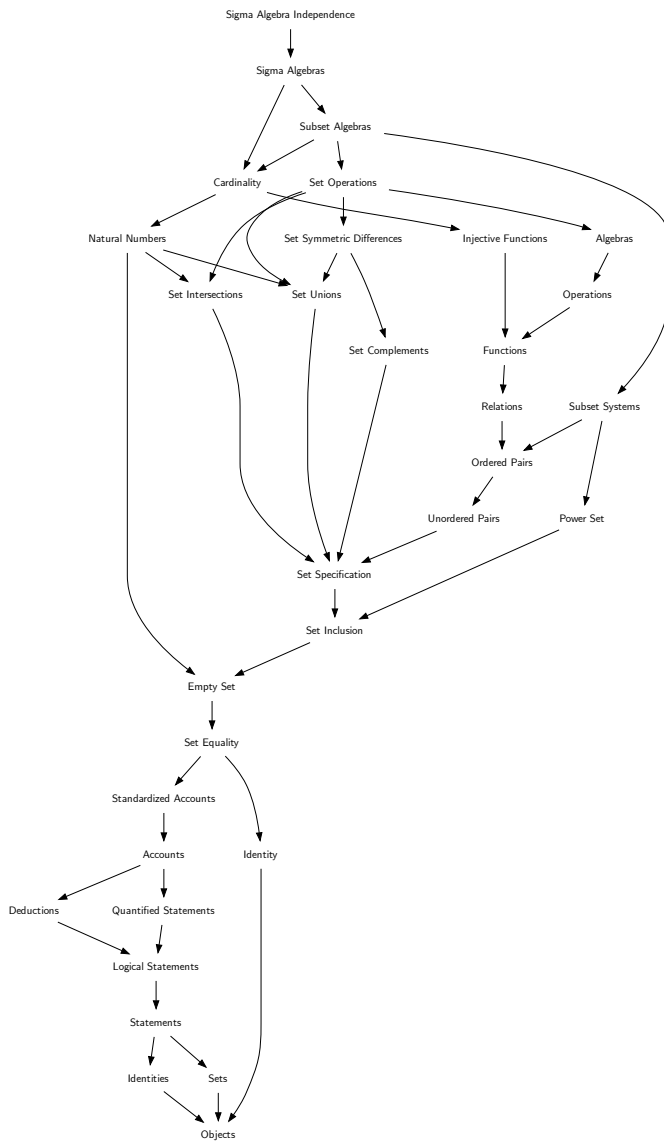 Sigma Algebra Independence
Sigma Algebras
Subset Algebras
Cardinality
Set Operations
Natural Numbers
Set Symmetric Differences
Injective Functions
Algebras
Set Intersections
Set Unions
Operations
Set Complements
Functions
Relations
Subset Systems
Ordered Pairs
Unordered Pairs
Power Set
Set Specification
Set Inclusion
Empty Set
Set Equality
Standardized Accounts
Accounts
Identity
Deductions
Quantified Statements
Logical Statements
Statements
Identities
Sets
Objects